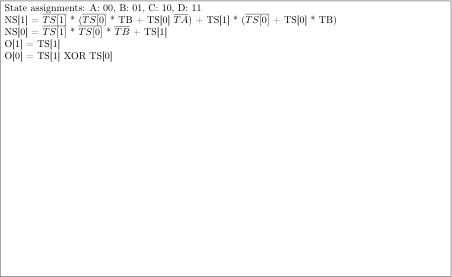 State assignments: A: 00, B: 01, C: 10, D: 11
NS[1] = \overline{TS[1]} * (\overline{TS[0]} * TB + TS[0] \overline{TA}) + TS[1] * (\overline{TS[0]} + TS[0] * TB)
NS[0] = \overline{TS[1]} * \overline{TS[0]} * \overline{TB} + TS[1]
O[1] = TS[1]
O[0] = TS[1] XOR TS[0]